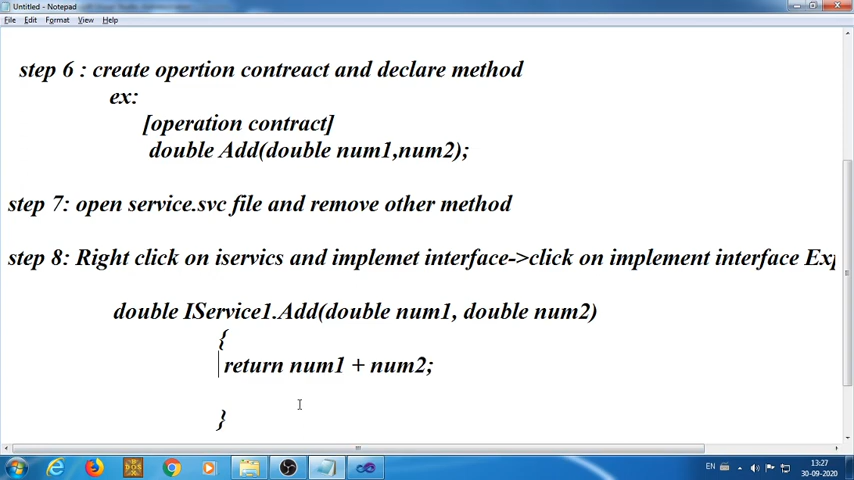 Untitled - Notepad
File Edit Format View Help
step 6 : create opertion contreact and declare method
ex:
[operation contract]
double Add(double num1,num2);
step 7: open service.svc file and remove other method
step 8: Right click on iservics and implemet interface->click on implement interface Exp
double IService1.Add(double num1, double num2)
{
return num1 + num2;
}
EN
13:27
30-09-2020